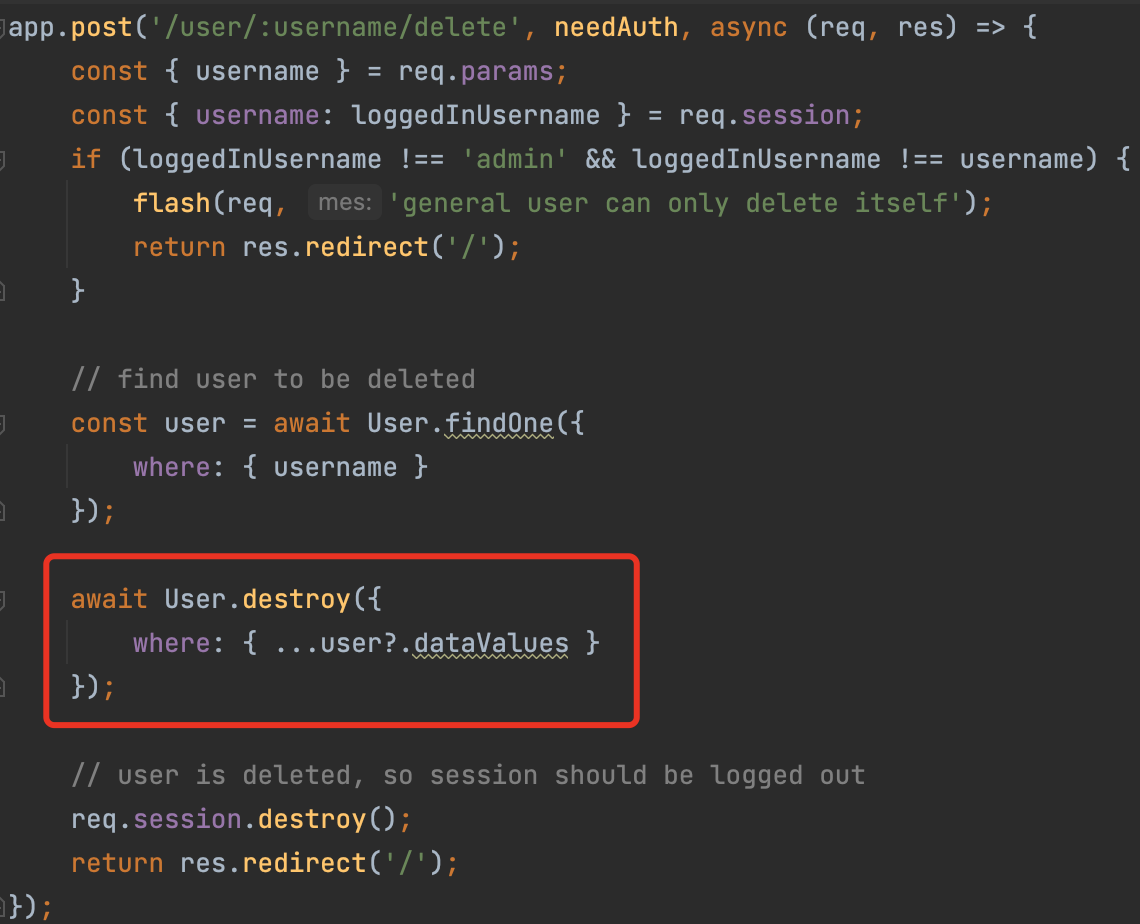 app.post('/user/:username/delete', needAuth, async (req, res) => {
    const { username } = req.params;
    const { username: loggedInUsername } = req.session;
    if (loggedInUsername !== 'admin' && loggedInUsername !== username) {
        flash(req, mes: 'general user can only delete itself');
        return res.redirect('/');
    }
    // find user to be deleted
    const user = await User.findOne({
        where: { username }
    });
    await User.destroy({
        where: { ...user?.dataValues }
    });
    // user is deleted, so session should be logged out
    req.session.destroy();
    return res.redirect('/');
});